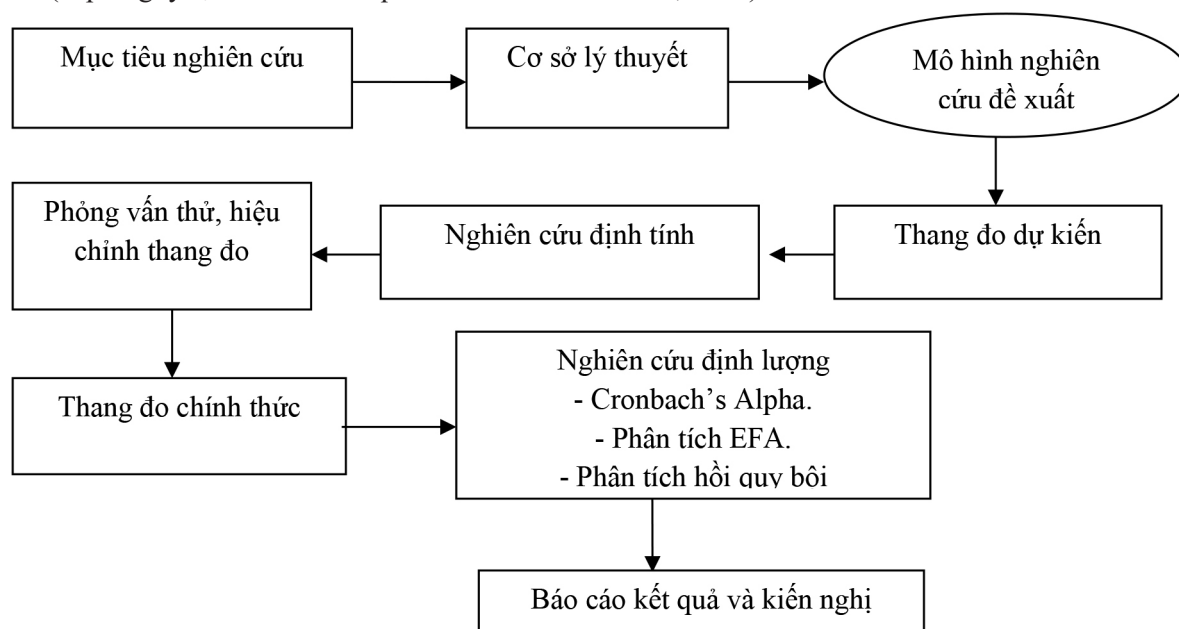 Mục tiêu nghiên cứu
Cơ sở lý thuyết
Mô hình nghiên
cứu đề xuất
Phỏng vấn thử, hiệu
chỉnh thang đo
Nghiên cứu định tính
Thang đo dự kiến
Thang đo chính thức
Nghiên cứu định lượng
- Cronbach’s Alpha.
- Phân tích EFA.
- Phân tích hồi quy bội
Báo cáo kết quả và kiến nghị